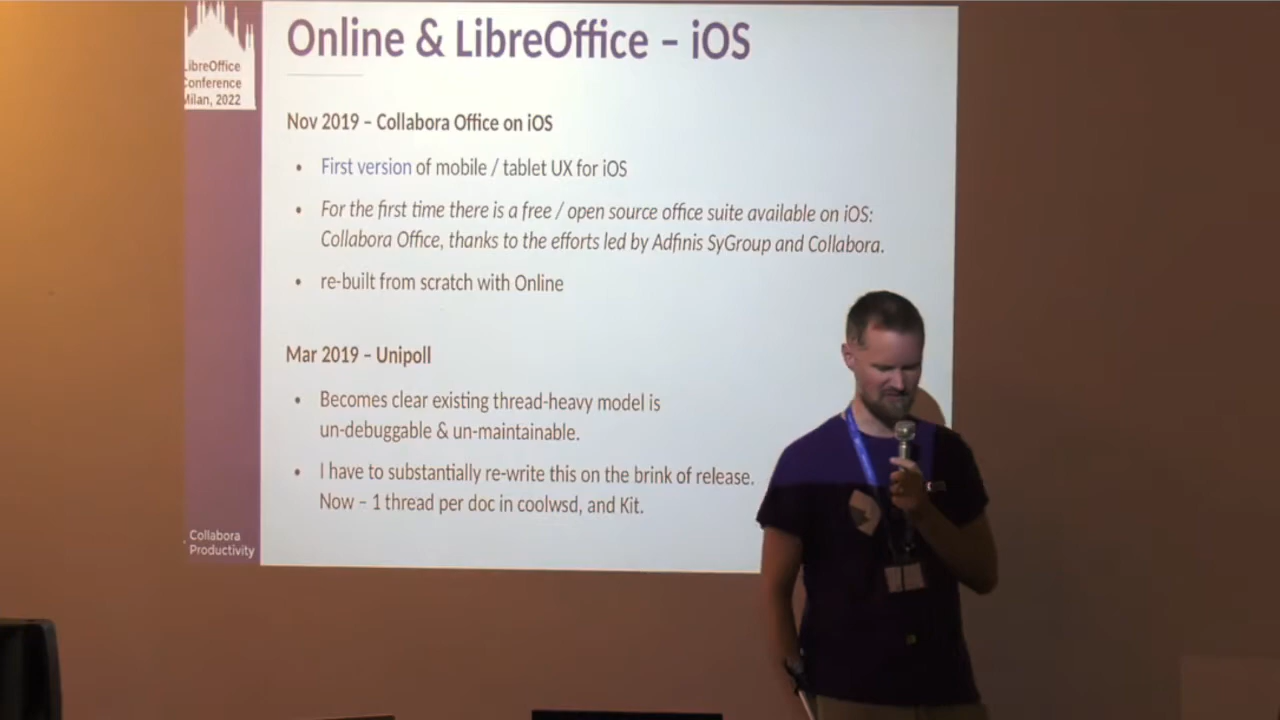 LibreOffice
Conference
Milan, 2022
Online & LibreOffice – iOS
Nov 2019 – Collabora Office on iOS
• First version of mobile / tablet UX for iOS
• For the first time there is a free / open source office suite available on iOS:
Collabora Office, thanks to the efforts led by Adfinis SyGroup and Collabora.
• re-built from scratch with Online
Mar 2019 – Unipoll
• Becomes clear existing thread-heavy model is
un-debuggable & un-maintainable.
• I have to substantially re-write this on the brink of release.
Now – 1 thread per doc in coolwsd, and Kit.
Collabora
Productivity